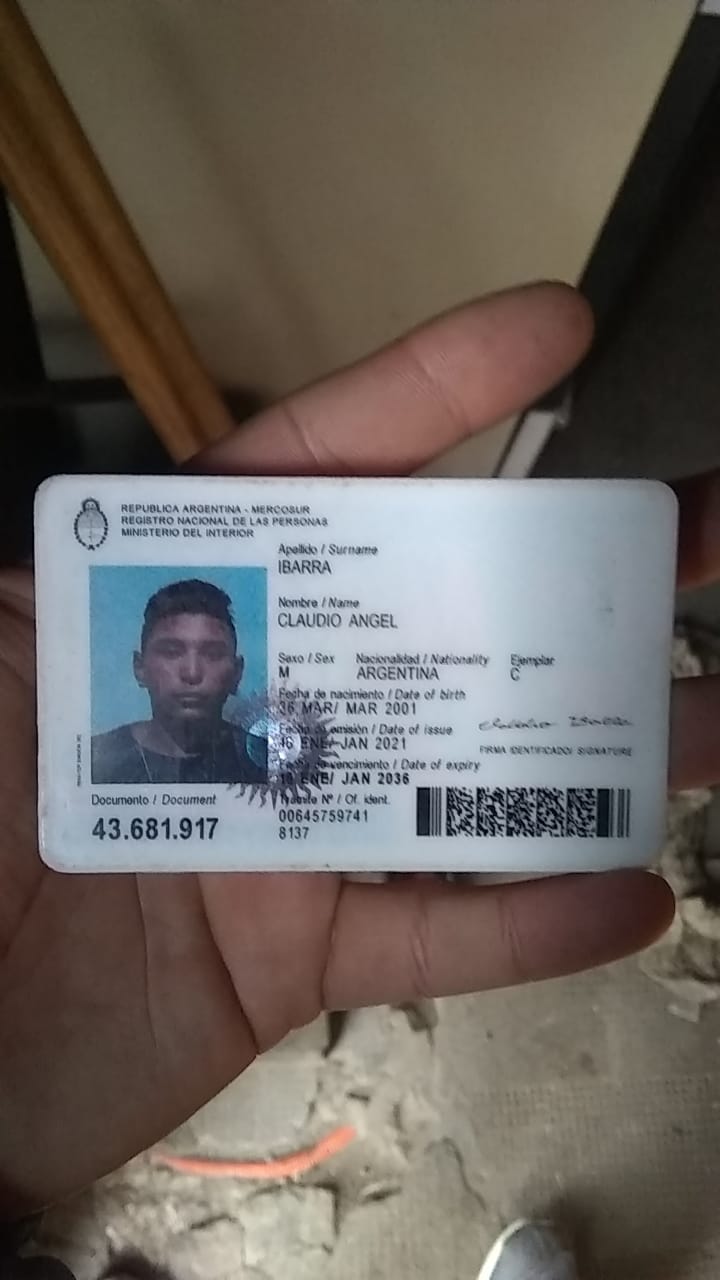 REPUBLICA ARGENTINA - MERCOSUR
REGISTRO NACIONAL DE LAS PERSONAS
MINISTERIO DEL INTERIOR
Apellido / Surname
IBARRA
Nombre / Name
CLAUDIO ANGEL
Sexo / Sex Nacionalidad / Nationality Ejemplar
M ARGENTINA C
Fecha de nacimiento / Date of birth
36 MAR/ MAR 2001
Fecha de emisión / Date of issue
ENE/ JAN 2021
FIRMA IDENTIFICADO/ SIGNATURE
Fecha de vencimiento / Date of expiry
ENE/ JAN 2036
Documento / Document
43.681.917
Trámite Nº / Of. ident.
00645759741
8137